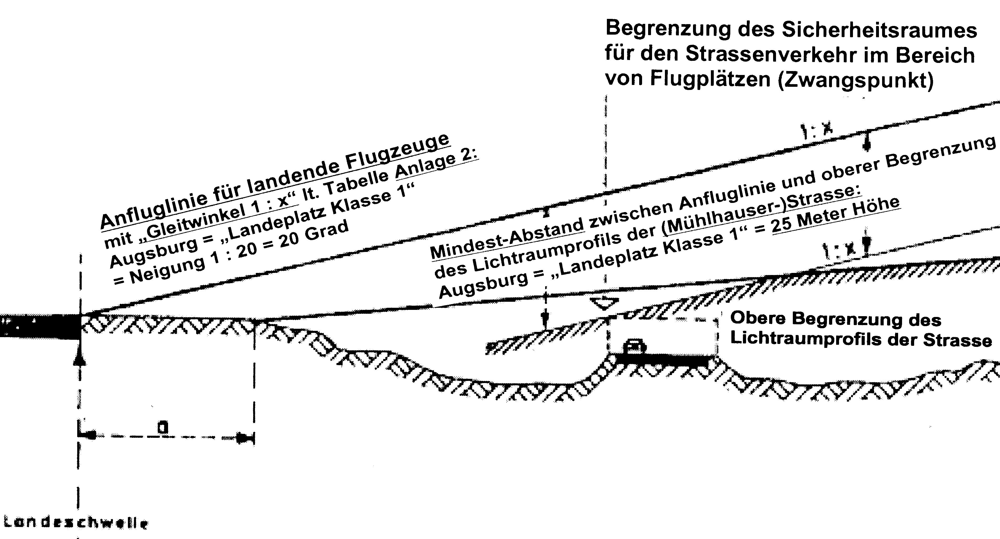 Begrenzung des Sicherheitsraumes
für den Strassenverkehr im Bereich
von Flugplätzen (Zwangspunkt)
1: x
Anfluglinie für landende Flugzeuge
mit „Gleitwinkel 1 : x“ lt. Tabelle Anlage 2:
Augsburg = „Landeplatz Klasse 1“
= Neigung 1 : 20 = 20 Grad
Mindest-Abstand zwischen Anfluglinie und oberer Begrenzung
des Lichtraumprofils der (Mühlhauser-)Strasse:
Augsburg = „Landeplatz Klasse 1“ = 25 Meter Höhe
1: x
Obere Begrenzung des
Lichtraumprofils der Strasse
a
Landeschwelle